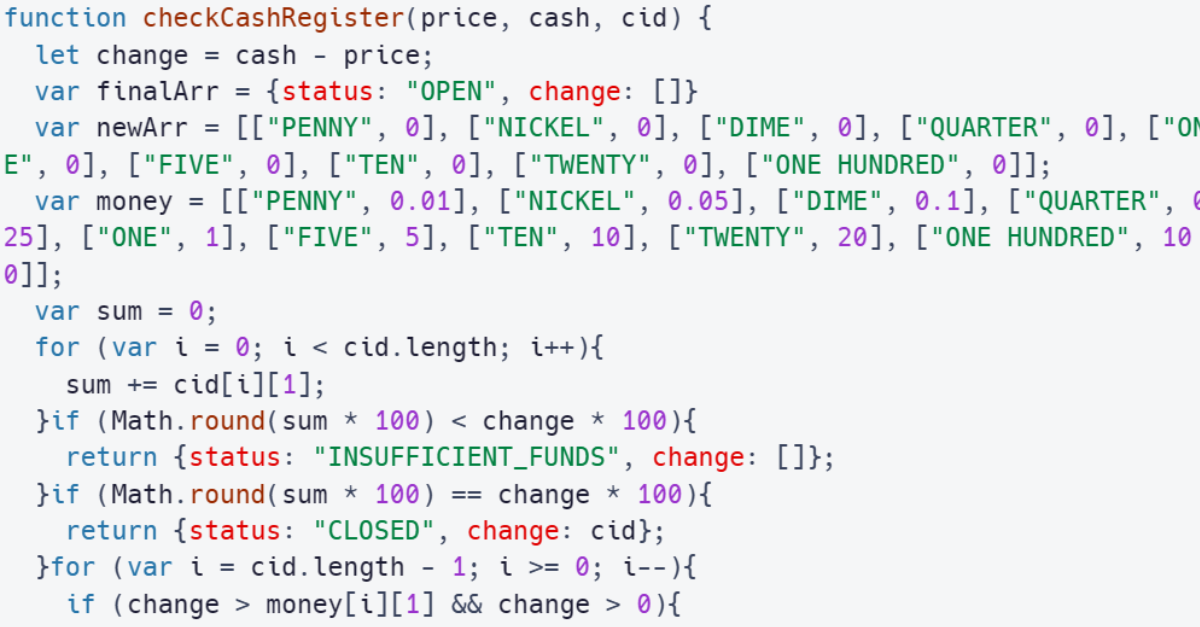 function checkCashRegister(price, cash, cid) {
  let change = cash - price;
  var finalArr = {status: "OPEN", change: []}
  var newArr = [["PENNY", 0], ["NICKEL", 0], ["DIME", 0], ["QUARTER", 0], ["ON
E", 0], ["FIVE", 0], ["TEN", 0], ["TWENTY", 0], ["ONE HUNDRED", 0]];
  var money = [["PENNY", 0.01], ["NICKEL", 0.05], ["DIME", 0.1], ["QUARTER", 0
25], ["ONE", 1], ["FIVE", 5], ["TEN", 10], ["TWENTY", 20], ["ONE HUNDRED", 10
0]];
  var sum = 0;
  for (var i = 0; i < cid.length; i++){
    sum += cid[i][1];
  }if (Math.round(sum * 100) < change * 100){
    return {status: "INSUFFICIENT_FUNDS", change: []};
  }if (Math.round(sum * 100) == change * 100){
    return {status: "CLOSED", change: cid};
  }for (var i = cid.length - 1; i >= 0; i--){
    if (change > money[i][1] && change > 0){